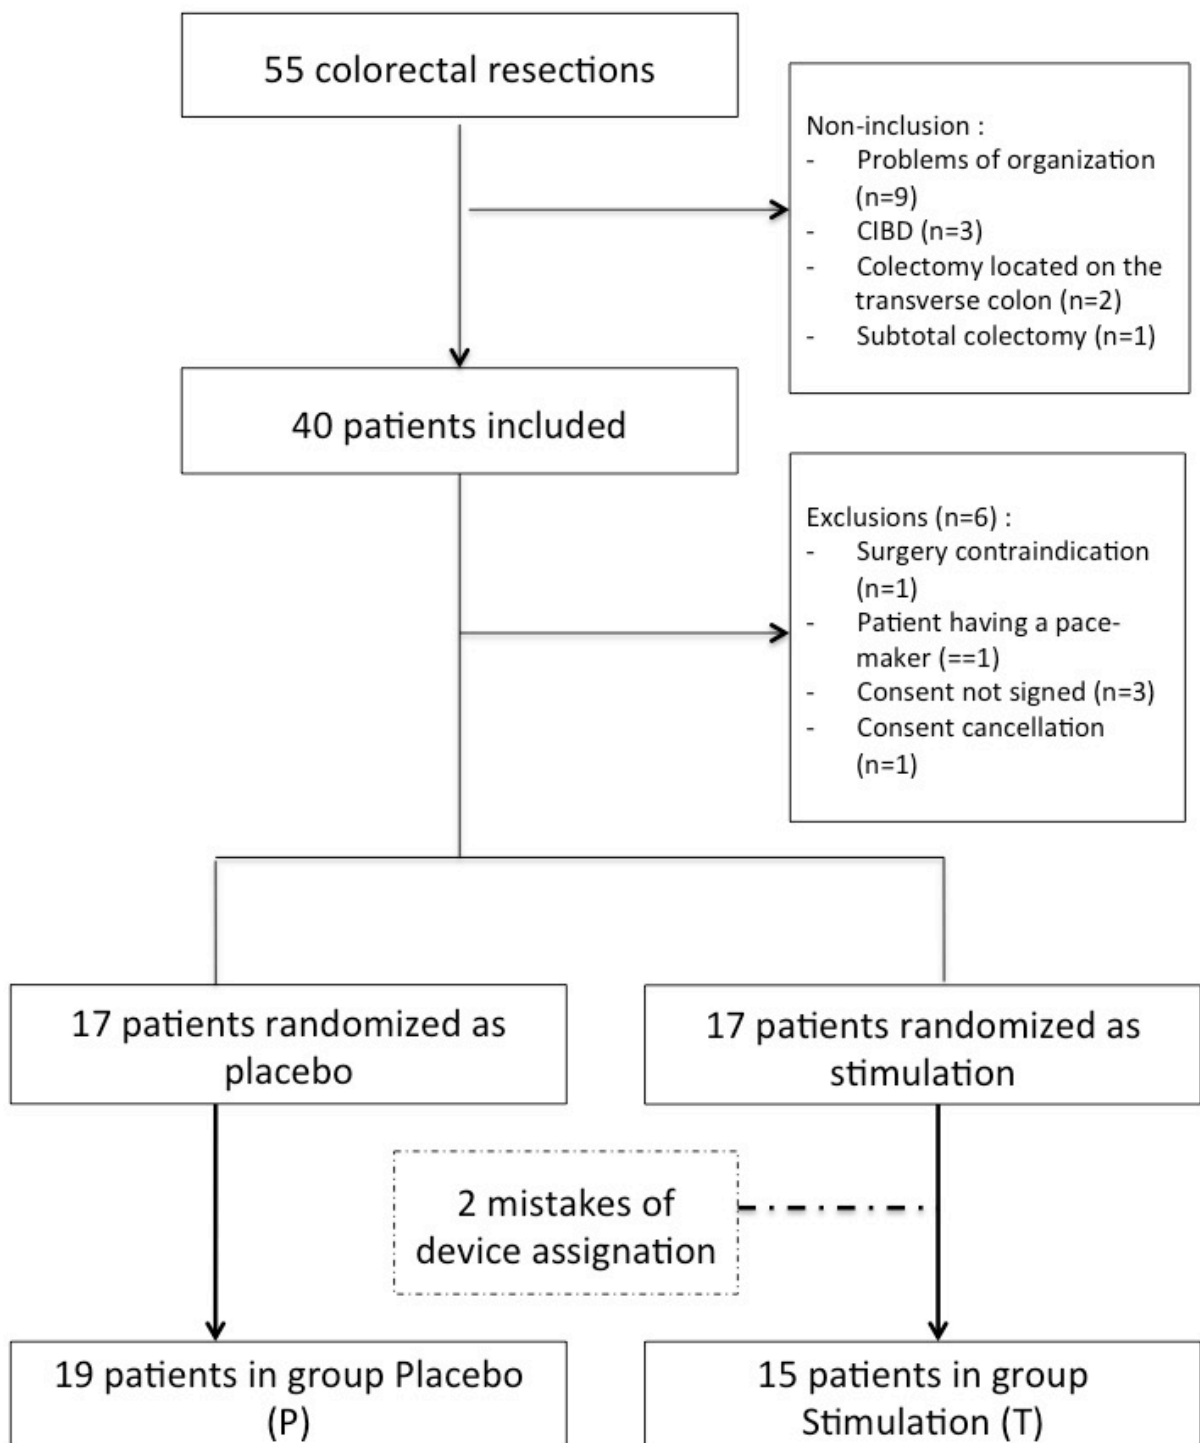 55 colorectal resections
Non-inclusion :
- Problems of organization
(n=9)
- CIBD (n=3)
- Colectomy located on the
transverse colon (n=2)
- Subtotal colectomy (n=1)
40 patients included
Exclusions (n=6) :
- Surgery contraindication
(n=1)
- Patient having a pace-
maker (==1)
- Consent not signed (n=3)
- Consent cancellation
(n=1)
17 patients randomized as
placebo
17 patients randomized as
stimulation
2 mistakes of
device assignation
19 patients in group Placebo
(P)
15 patients in group
Stimulation (T)